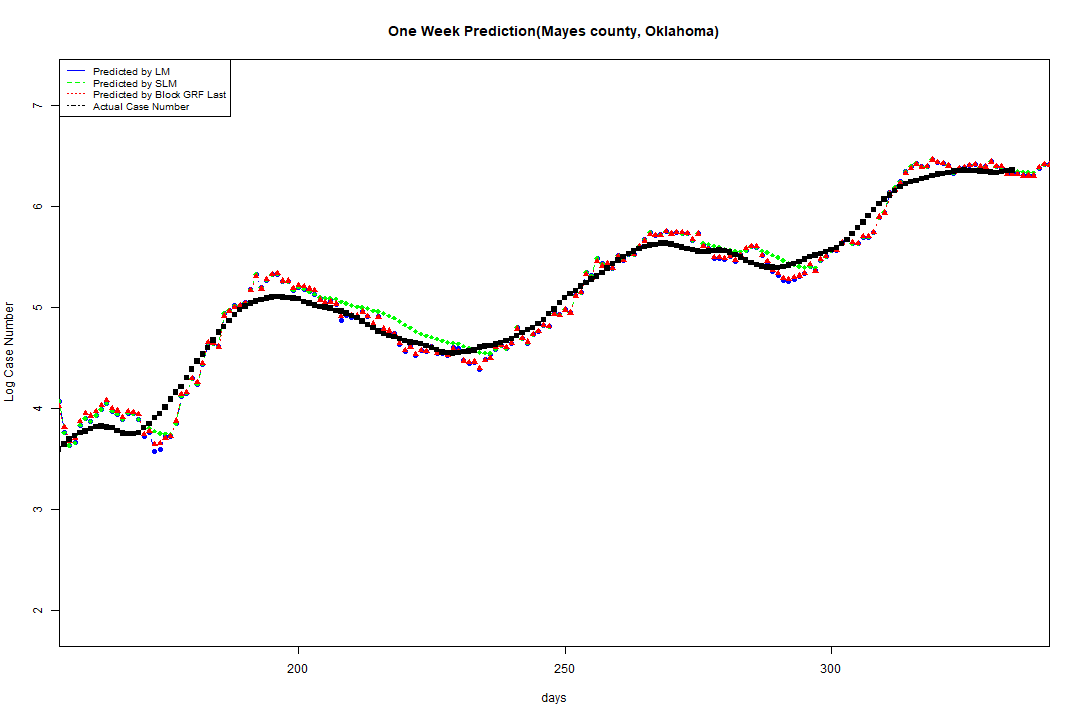 One Week Prediction(Mayes county, Oklahoma)
Predicted by LM
Predicted by SLM
Predicted by Block GRF Last
Actual Case Number
7
6
5
4
3
2
Log Case Number
200 250 300
days